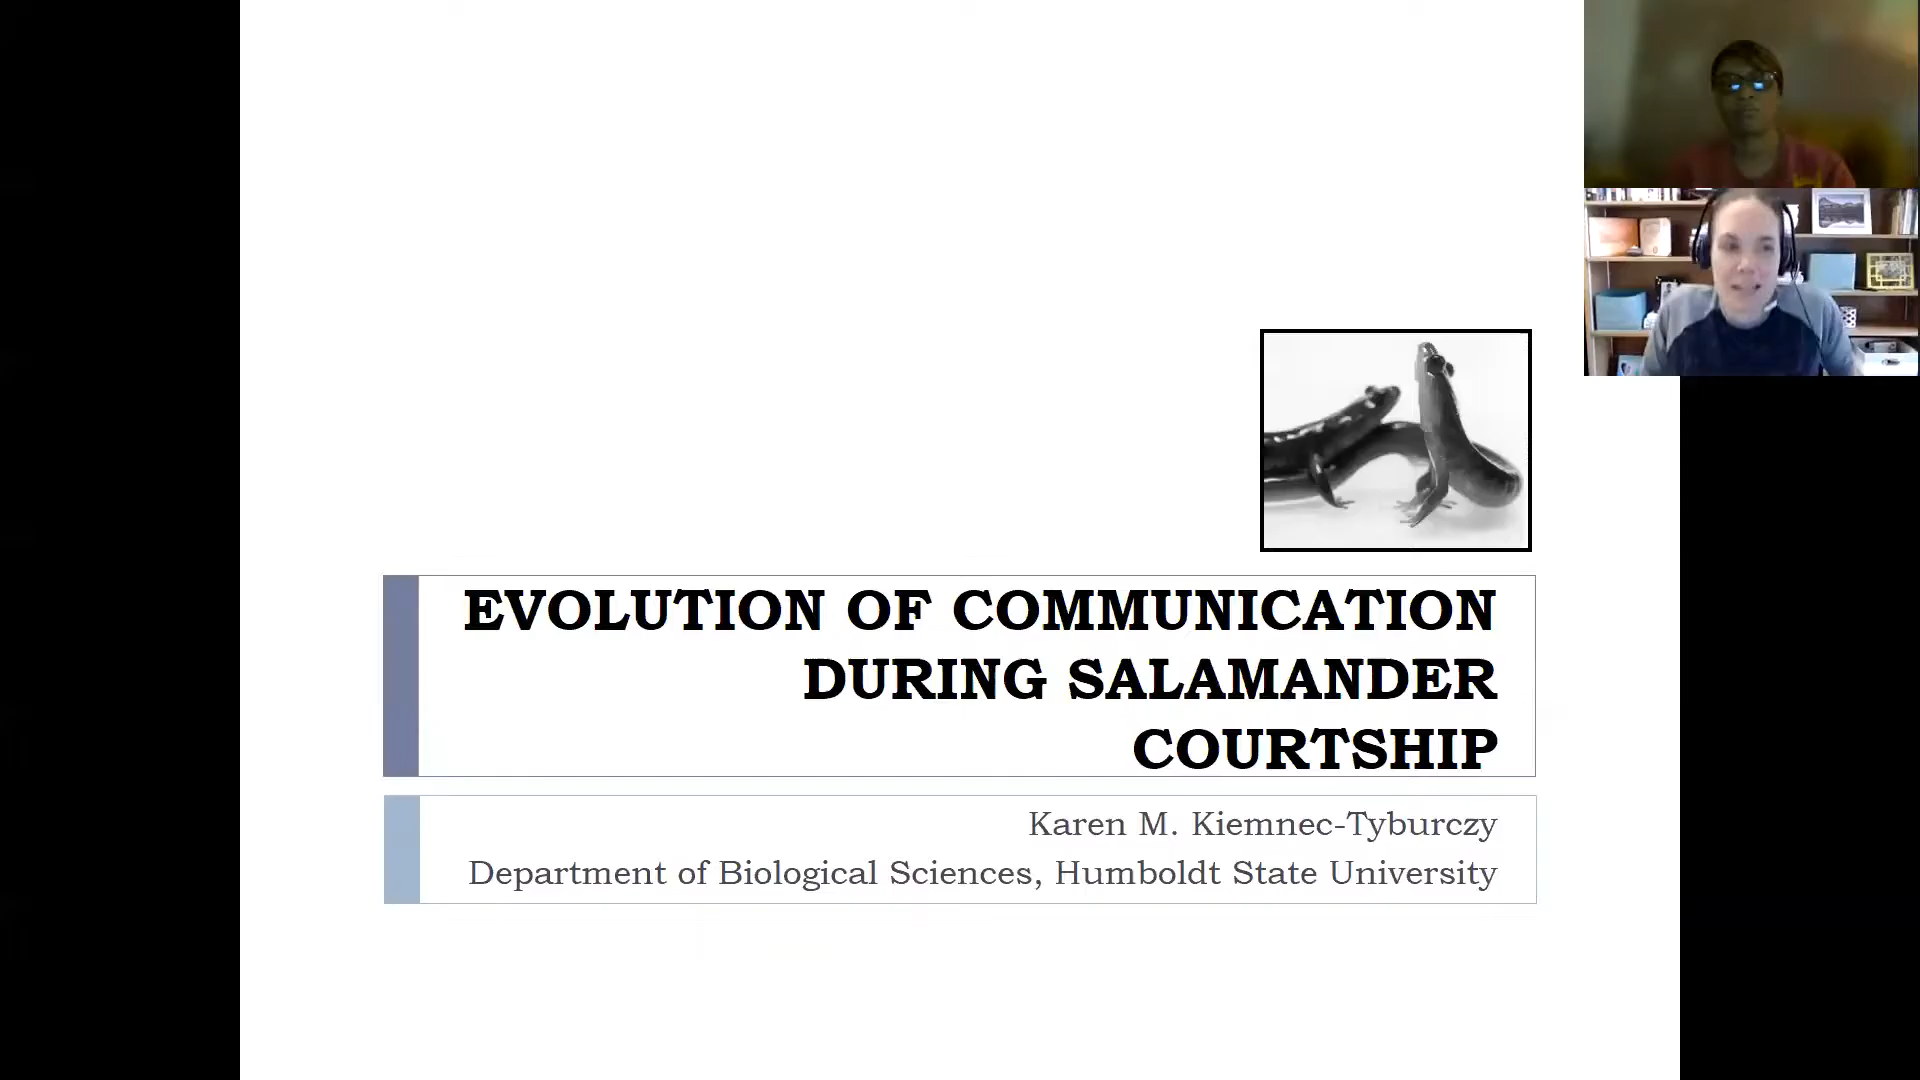 EVOLUTION OF COMMUNICATION
DURING SALAMANDER
COURTSHIP
Karen M. Kiemnec-Tyburczy
Department of Biological Sciences, Humboldt State University